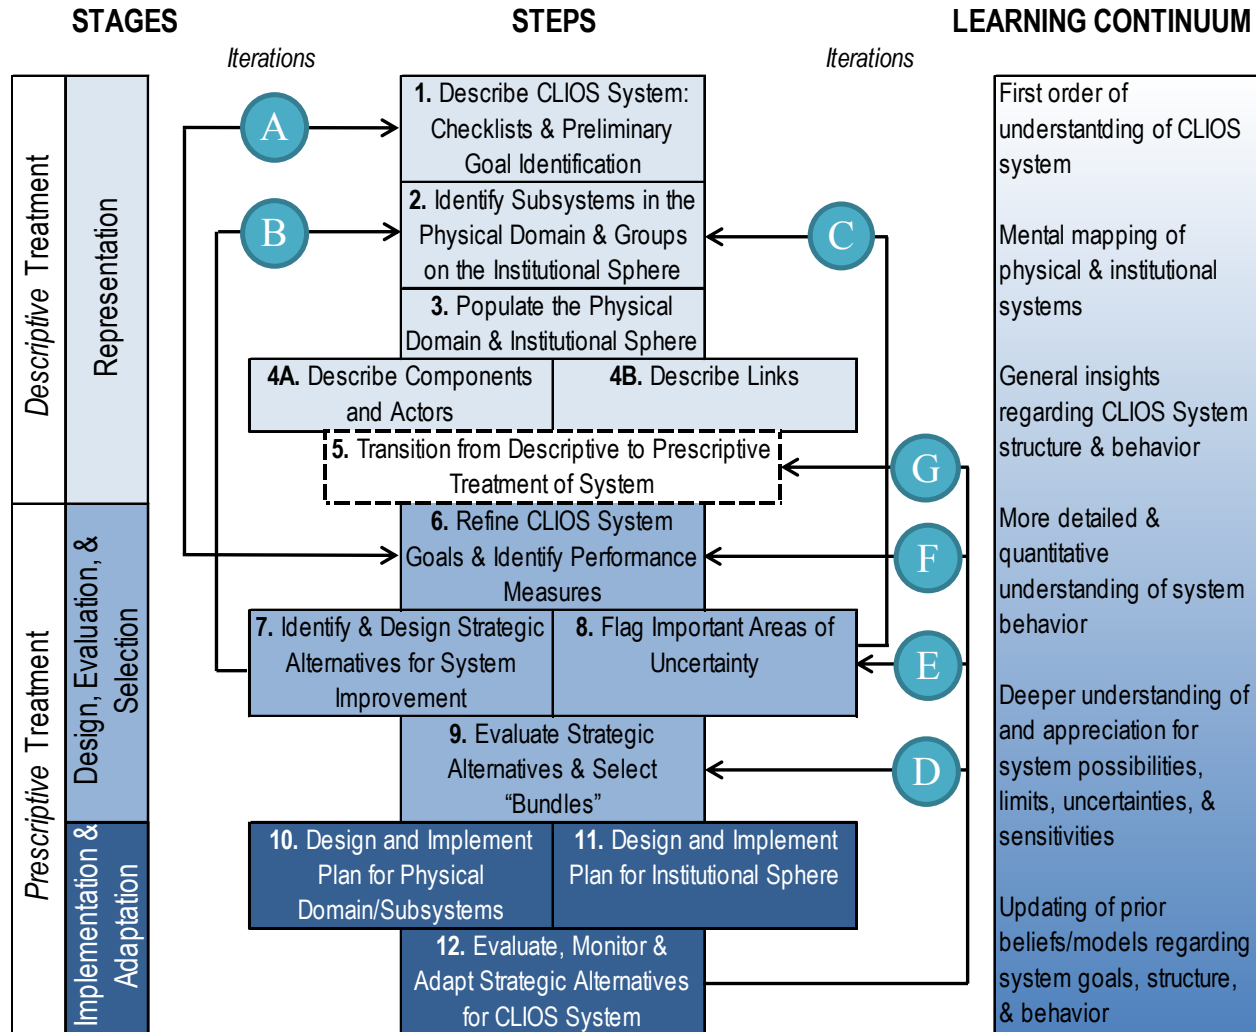 STAGES
STEPS
LEARNING CONTINUUM
Iterations
Iterations
Descriptive Treatment
Representation
Prescriptive Treatment
Design, Evaluation, &
Selection
Implementation &
Adaptation
1. Describe CLIOS System:
Checklists & Preliminary
Goal Identification
2. Identify Subsystems in the
Physical Domain & Groups
on the Institutional Sphere
3. Populate the Physical
Domain & Institutional Sphere
4A. Describe Components
and Actors
4B. Describe Links
5. Transition from Descriptive to Prescriptive
Treatment of System
6. Refine CLIOS System
Goals & Identify Performance
Measures
7. Identify & Design Strategic
Alternatives for System
Improvement
8. Flag Important Areas of
Uncertainty
9. Evaluate Strategic
Alternatives & Select
“Bundles”
10. Design and Implement
Plan for Physical
Domain/Subsystems
11. Design and Implement
Plan for Institutional Sphere
12. Evaluate, Monitor &
Adapt Strategic Alternatives
for CLIOS System
A
B
C
G
F
E
D
First order of
understantding of CLIOS
system
Mental mapping of
physical & institutional
systems
General insights
regarding CLIOS System
structure & behavior
More detailed &
quantitative
understanding of system
behavior
Deeper understanding of
and appreciation for
system possibilities,
limits, uncertainties, &
sensitivities
Updating of prior
beliefs/models regarding
system goals, structure,
& behavior